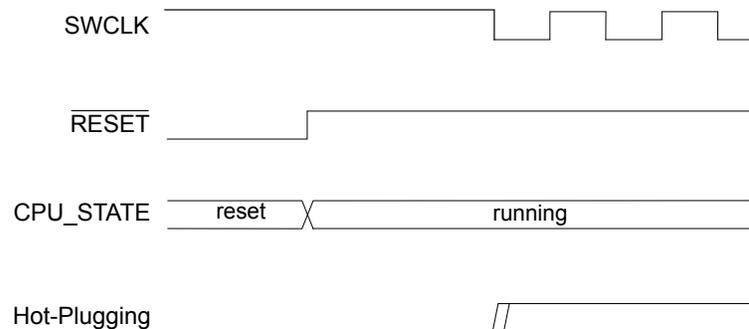 SWCLK
RESET
CPU_STATE reset running
Hot-Plugging